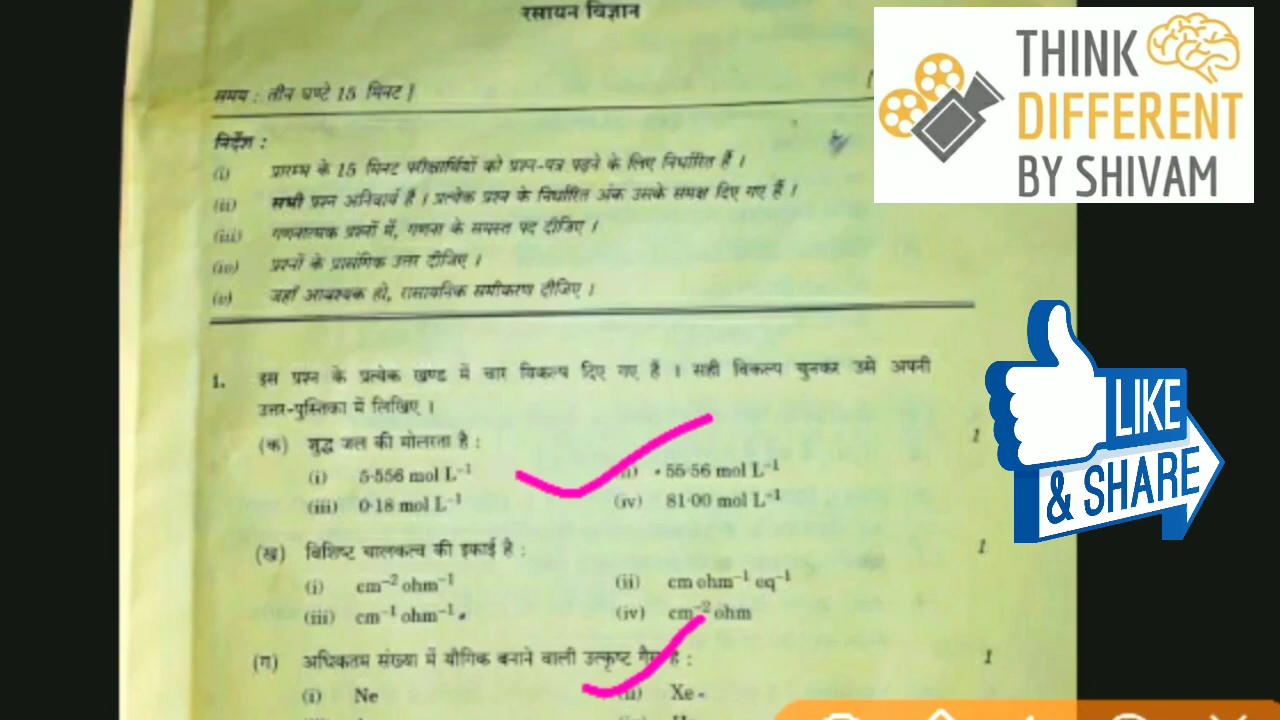 रसायन विज्ञान
समय : तीन घण्टे 15 मिनट ]
[
निर्देश :
(i) प्रारम्भ के 15 मिनट परीक्षार्थियों को प्रश्न-पत्र पढ़ने के लिए निर्धारित हैं ।
(ii) सभी प्रश्न अनिवार्य हैं । प्रत्येक प्रश्न के निर्धारित अंक उसके समक्ष दिए गए हैं ।
(iii) गणनात्मक प्रश्नों में, गणना के समस्त पद दीजिए ।
(iv) प्रश्नों के प्रासंगिक उत्तर दीजिए ।
(v) जहाँ आवश्यक हो, रासायनिक समीकरण दीजिए ।
1. इस प्रश्न के प्रत्येक खण्ड में चार विकल्प दिए गए हैं । सही विकल्प चुनकर उसे अपनी
उत्तर-पुस्तिका में लिखिए ।
(क) शुद्ध जल की मोलरता है : 1
(i) 5·556 mol L⁻¹ (ii) 55·56 mol L⁻¹
(iii) 0·18 mol L⁻¹ (iv) 81·00 mol L⁻¹
(ख) विशिष्ट चालकत्व की इकाई है : 1
(i) cm⁻² ohm⁻¹ (ii) cm ohm⁻¹ eq⁻¹
(iii) cm⁻¹ ohm⁻¹ (iv) cm⁻² ohm
(ग) अधिकतम संख्या में यौगिक बनाने वाली उत्कृष्ट गैस है : 1
(i) Ne (ii) Xe
THINK
DIFFERENT
BY SHIVAM
LIKE
& SHARE